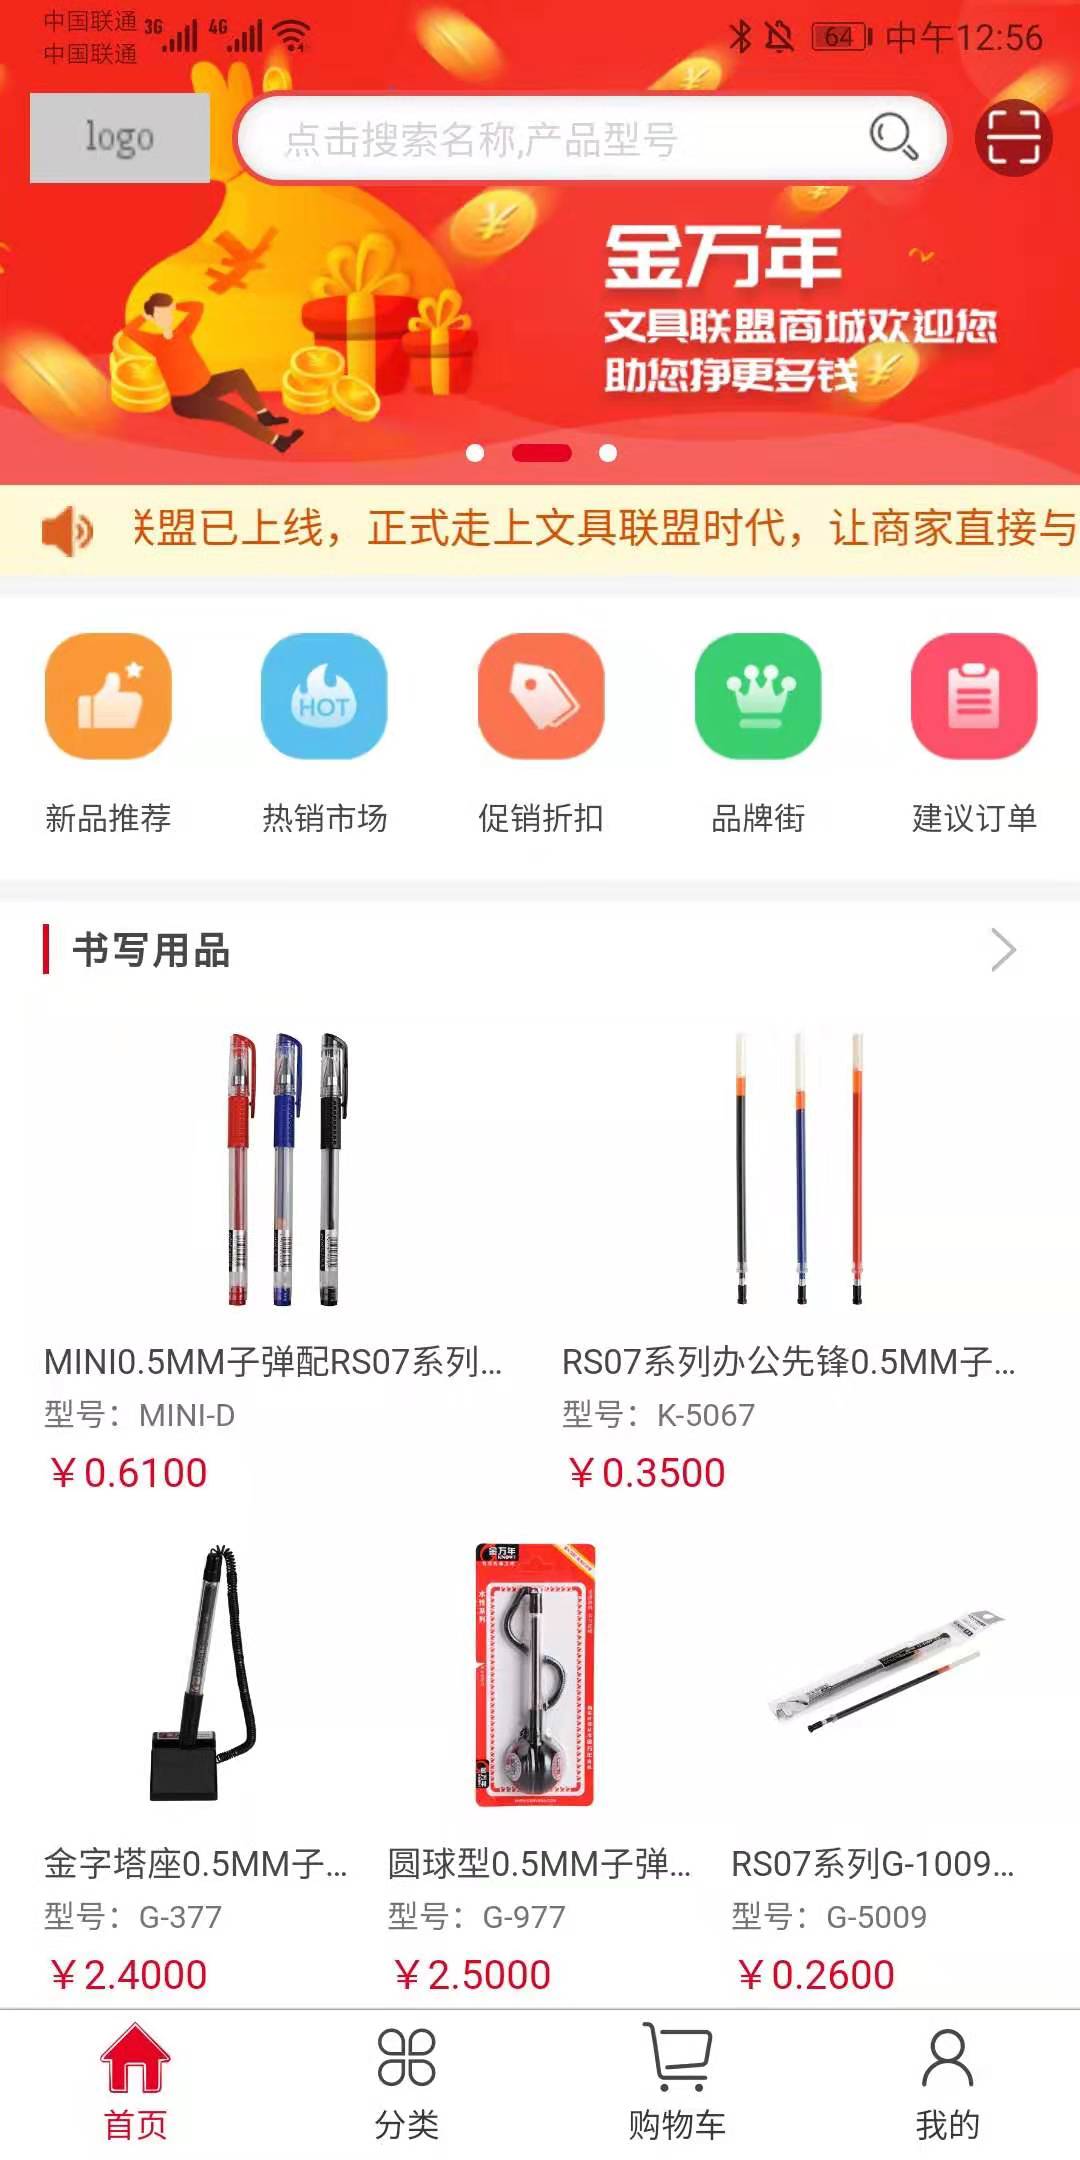 中国联通 3G 4G 64 中午12:56
中国联通
logo
点击搜索名称,产品型号
金万年
文具联盟商城欢迎您
助您挣更多钱
联盟已上线，正式走上文具联盟时代，让商家直接与
HOT
新品推荐 热销市场 促销折扣 品牌街 建议订单
书写用品
MINI0.5MM子弹配RS07系列... RS07系列办公先锋0.5MM子...
型号：MINI-D 型号：K-5067
￥0.6100 ￥0.3500
金万年
水性系列
金字塔座0.5MM子... 圆球型0.5MM子弹... RS07系列G-1009...
型号：G-377 型号：G-977 型号：G-5009
￥2.4000 ￥2.5000 ￥0.2600
首页 分类 购物车 我的